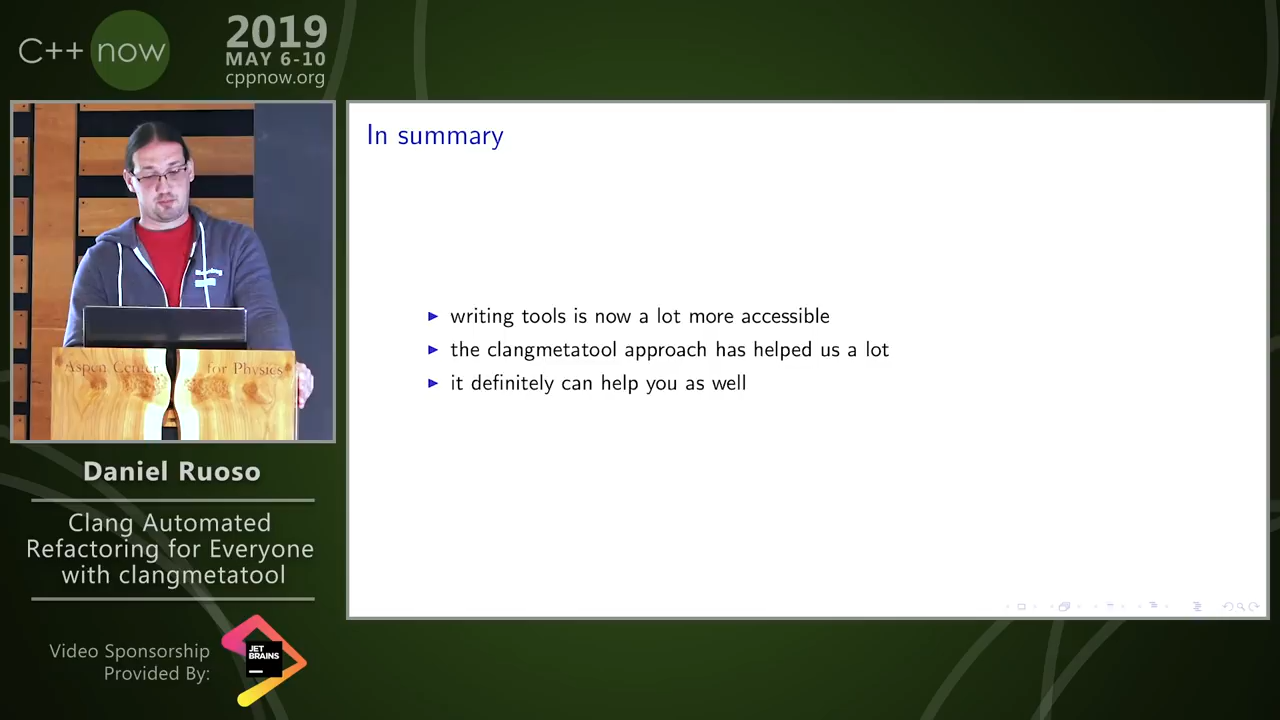 C++ now
2019
MAY 6-10
cppnow.org
In summary
writing tools is now a lot more accessible
the clangmetatool approach has helped us a lot
it definitely can help you as well
Aspen Center for Physics
Daniel Ruoso
Clang Automated
Refactoring for Everyone
with clangmetatool
Video Sponsorship
Provided By:
JET
BRAINS